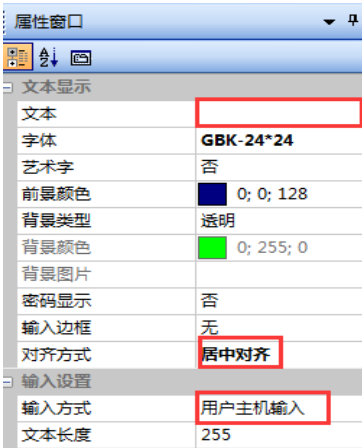 属性窗口
文本显示
文本
字体 GBK-24*24
艺术字 否
前景颜色 0; 0; 128
背景类型 透明
背景颜色 0; 255; 0
背景图片
密码显示 否
输入边框 无
对齐方式 居中对齐
输入设置
输入方式 用户主机输入
文本长度 255